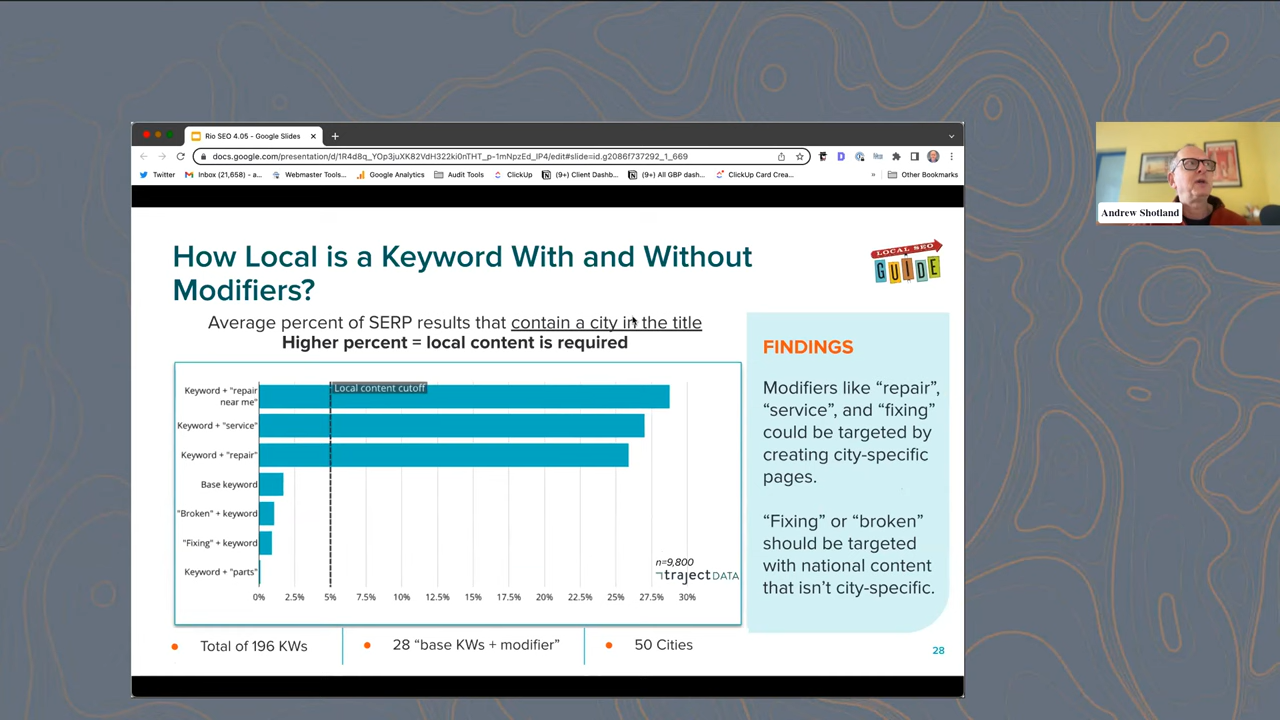 Rio SEO 4.05 - Google Slides
docs.google.com/presentation/d/1R4d8q_YOp3juXK82VdH322ki0nTHT_p-1mNpzEd_IP4/edit#slide=id.g2086f737292_1_669
Twitter
Inbox (21,658) - a...
Webmaster Tools...
Google Analytics
Audit Tools
ClickUp
(9+) Client Dashb...
(9+) All GBP dash...
ClickUp Card Crea...
»
Other Bookmarks
Andrew Shotland
How Local is a Keyword With and Without
Modifiers?
LOCAL SEO
GUIDE
Average percent of SERP results that contain a city in the title
Higher percent = local content is required
Local content cutoff
Keyword + "repair
near me"
Keyword + "service"
Keyword + "repair"
Base keyword
"Broken" + keyword
"Fixing" + keyword
Keyword + "parts"
n=9,800
trajectDATA
0% 2.5% 5% 7.5% 10% 12.5% 15% 17.5% 20% 22.5% 25% 27.5% 30%
FINDINGS
Modifiers like “repair”,
“service”, and “fixing”
could be targeted by
creating city-specific
pages.
“Fixing” or “broken”
should be targeted
with national content
that isn’t city-specific.
Total of 196 KWs
28 “base KWs + modifier”
50 Cities
28